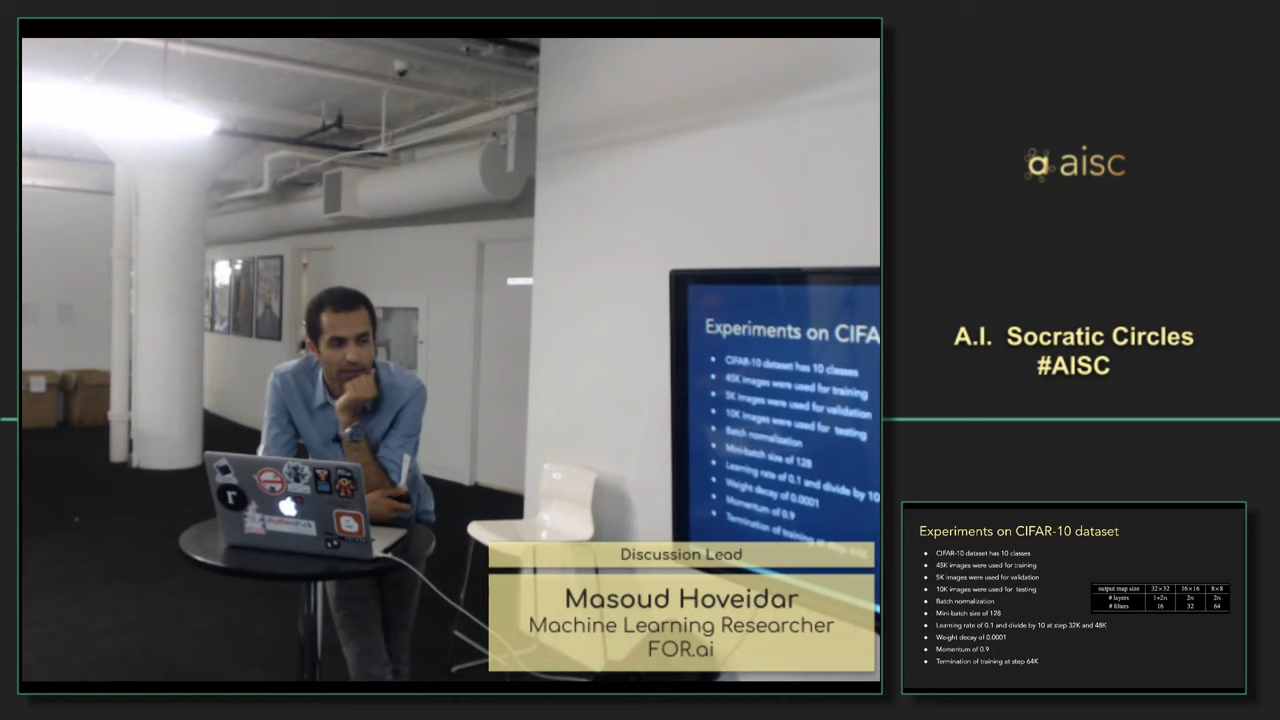 Experiments on CIFA
• CIFAR-10 dataset has 10 classes
• 45K images were used for training
• 5K images were used for validation
• 10K images were used for testing
• Batch normalization
• Mini-batch size of 128
• Learning rate of 0.1 and divide by 10
• Weight decay of 0.0001
• Momentum of 0.9
• Termination of training at step 64K
Discussion Lead
Masoud Hoveidar
Machine Learning Researcher
FOR.ai
a aisc
A.I. Socratic Circles
#AISC
Experiments on CIFAR-10 dataset
• CIFAR-10 dataset has 10 classes
• 45K images were used for training
• 5K images were used for validation
• 10K images were used for testing
• Batch normalization
• Mini-batch size of 128
• Learning rate of 0.1 and divide by 10 at step 32K and 48K
• Weight decay of 0.0001
• Momentum of 0.9
• Termination of training at step 64K
output map size 32×32 16×16 8×8
# layers 1+2n 2n 2n
# filters 16 32 64